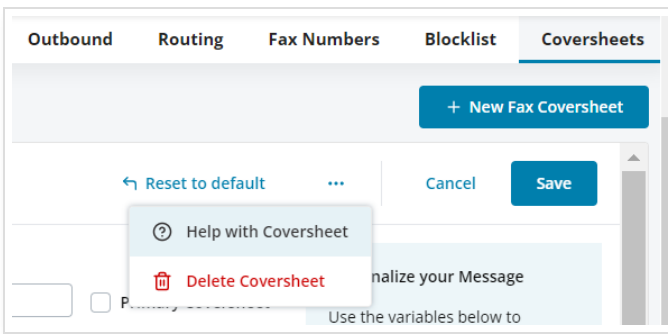 Outbound Routing Fax Numbers Blocklist Coversheets
+ New Fax Coversheet
Reset to default ... Cancel Save
Help with Coversheet
Delete Coversheet
nalize your Message
Use the variables below to